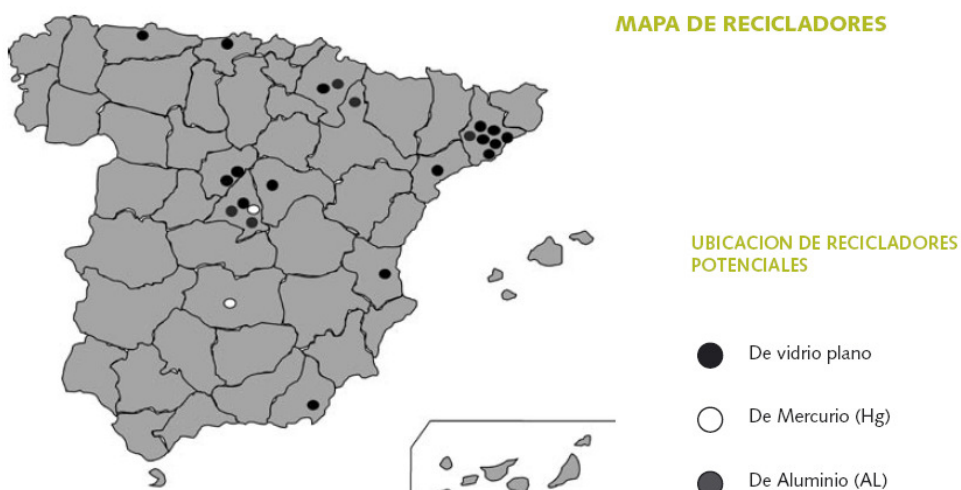 MAPA DE RECICLADORES
UBICACION DE RECICLADORES
POTENCIALES
De vidrio plano
De Mercurio (Hg)
De Aluminio (AL)